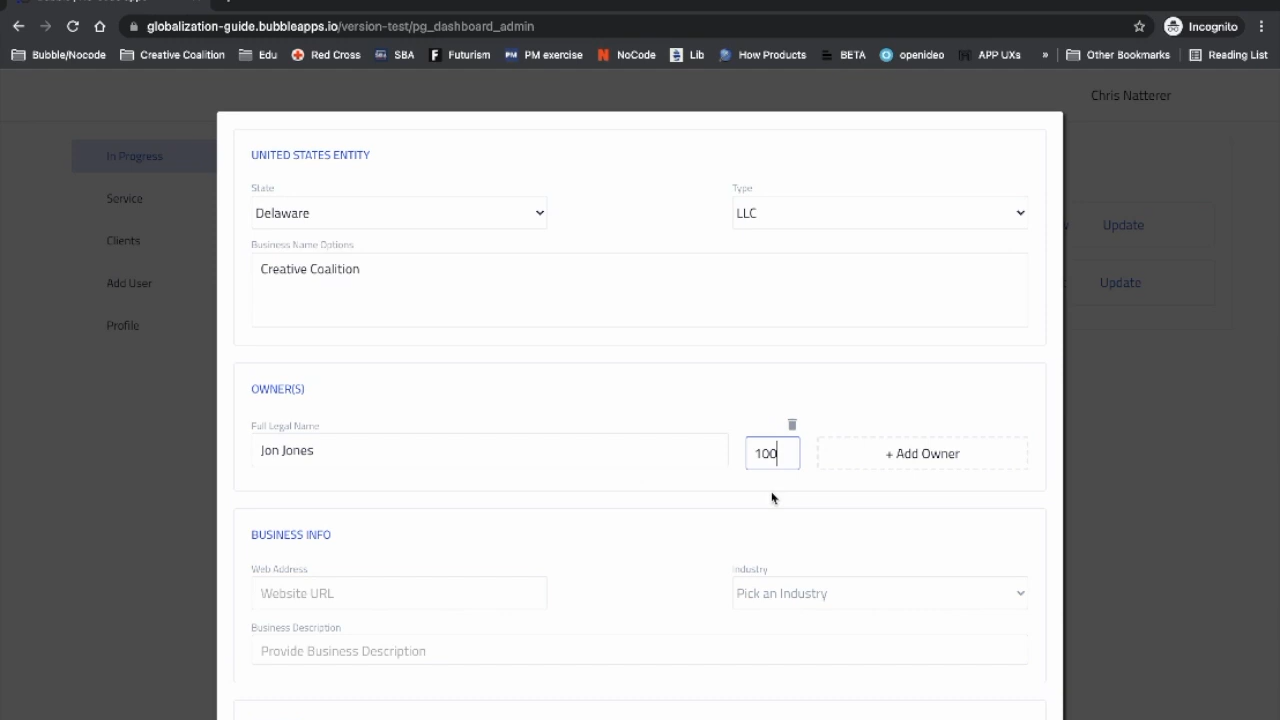 globalization-guide.bubbleapps.io/version-test/pg_dashboard_admin
Incognito
Bubble/Nocode Creative Coalition Edu Red Cross SBA Futurism PM exercise NoCode Lib How Products BETA openideo APP UXs » Other Bookmarks Reading List
Chris Natterer
In Progress
Service
Clients
Add User
Profile
Update
Update
UNITED STATES ENTITY
State Type
Delaware LLC
Business Name Options
Creative Coalition
OWNER(S)
Full Legal Name
Jon Jones 100 + Add Owner
BUSINESS INFO
Web Address Industry
Website URL Pick an Industry
Business Description
Provide Business Description